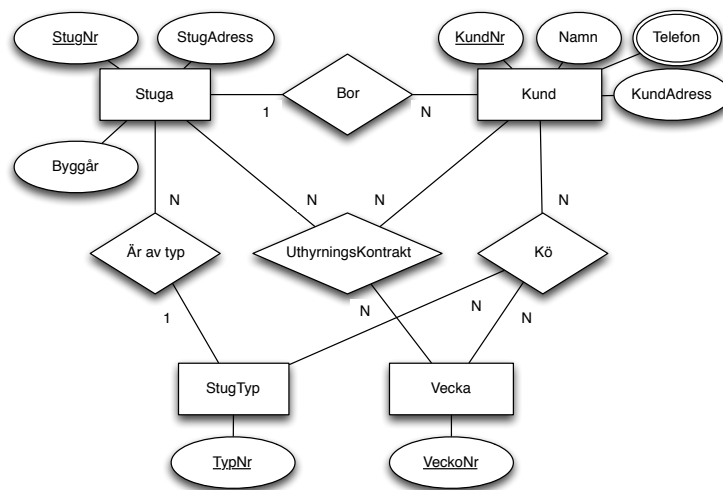 StugNr
StugAdress
KundNr
Namn
Telefon
Stuga
Bor
Kund
KundAdress
1
N
Byggår
N
N
N
N
Är av typ
UthyrningsKontrakt
Kö
1
N
N
N
StugTyp
Vecka
TypNr
VeckoNr